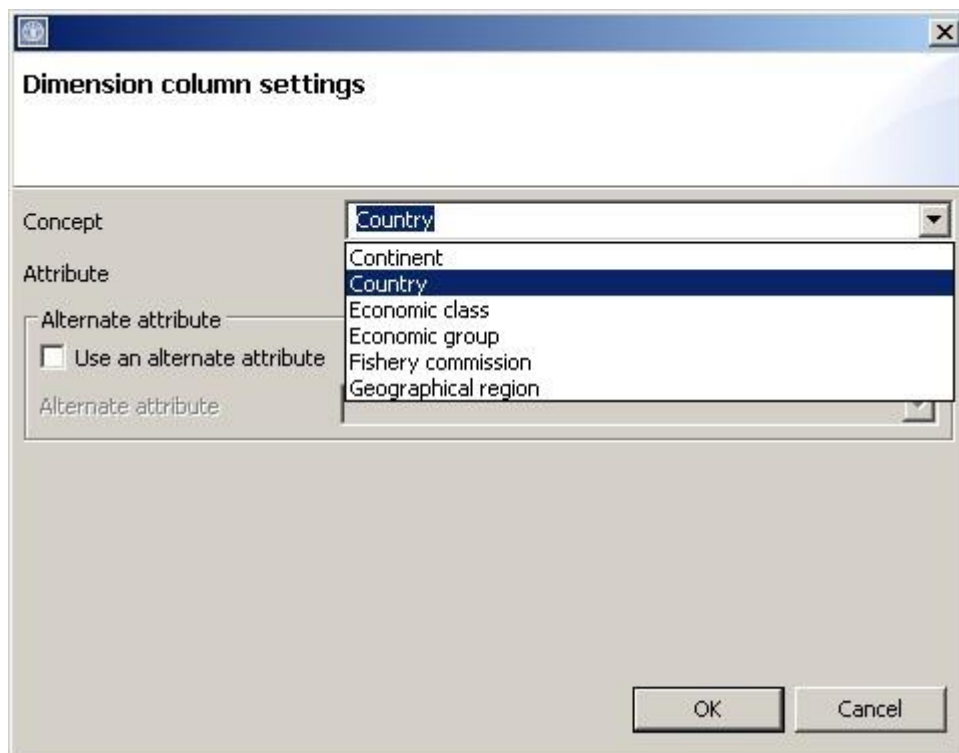 Dimension column settings
Concept
Country
Continent
Attribute
Country
Economic class
Alternate attribute
Economic group
Use an alternate attribute
Fishery commission
Geographical region
Alternate attribute
OK
Cancel